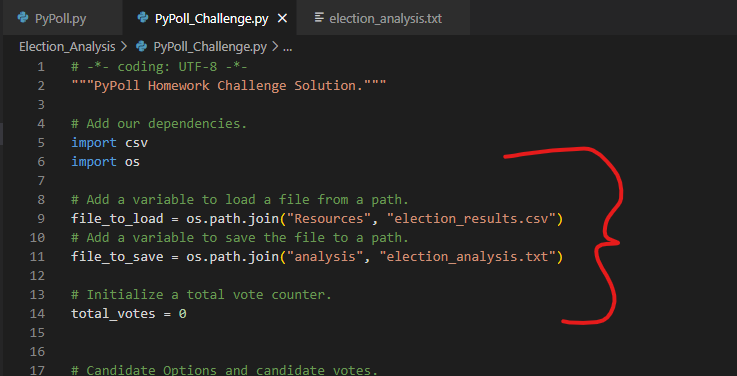 PyPoll.py PyPoll_Challenge.py × election_analysis.txt
Election_Analysis > PyPoll_Challenge.py > ...
1 # -*- coding: UTF-8 -*-
2 """PyPoll Homework Challenge Solution."""
3
4 # Add our dependencies.
5 import csv
6 import os
7
8 # Add a variable to load a file from a path.
9 file_to_load = os.path.join("Resources", "election_results.csv")
10 # Add a variable to save the file to a path.
11 file_to_save = os.path.join("analysis", "election_analysis.txt")
12
13 # Initialize a total vote counter.
14 total_votes = 0
15
16
17 # Candidate Options and candidate votes.